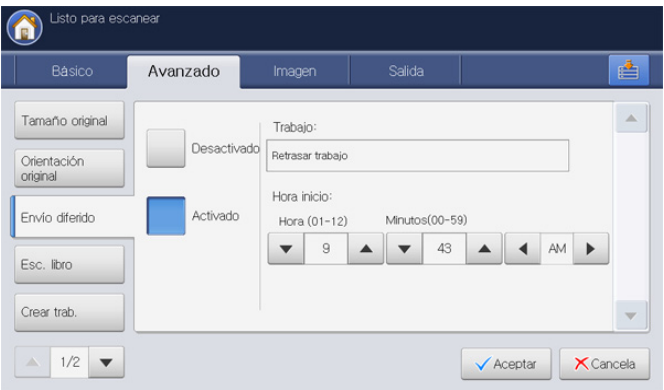 Listo para escanear
Básico
Avanzado
Imagen
Salida
Tamaño original
Orientación
original
Envío diferido
Esc. libro
Crear trab.
1/2
Desactivado
Activado
Trabajo:
Retrasar trabajo
Hora inicio:
Hora (01-12)
Minutos(00-59)
9
43
AM
Aceptar
Cancela